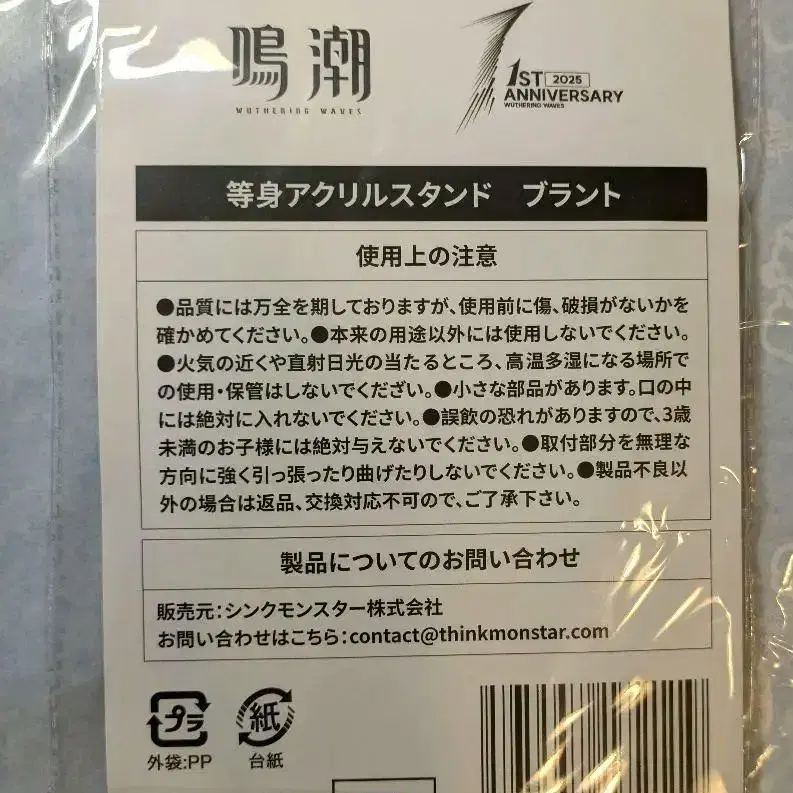 鳴潮
WUTHERING WAVES
1ST 2025
ANNIVERSARY
WUTHERING WAVES
等身アクリルスタンド ブラント
使用上の注意
●品質には万全を期しておりますが、使用前に傷、破損がないかを
確かめてください。●本来の用途以外には使用しないでください。
●火気の近くや直射日光の当たるところ、高温多湿になる場所で
の使用・保管はしないでくだざい。●小さな部品があります。口の中
には絶対に入れないでください。●誤飲の恐れがありますので、3歳
未満のお子様には絶対与えないでください。●取付部分を無理な
方向に強く引っ張ったり曲げたりしないでください。●製品不良以
外の場合は返品、交換対応不可ので、ご了承下さい。
製品についてのお問い合わせ
販売元:シンクモンスター株式会社
お問い合わせはこちら:contact@thinkmonstar.com
プラ
外袋:PP
紙
台紙